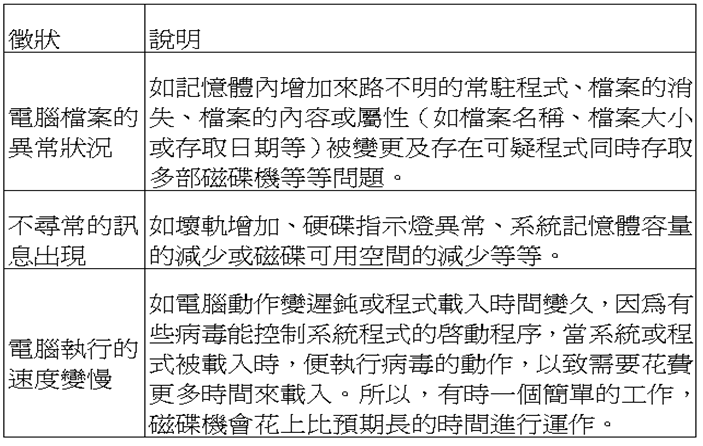 徵狀
說明
電腦檔案的
異常狀況
如記憶體內增加來路不明的常駐程式、檔案的消
失、檔案的內容或屬性（如檔案名稱、檔案大小
或存取日期等）被變更及存在可疑程式同時存取
多部磁碟機等等問題。
不尋常的訊
息出現
如壞軌增加、硬碟指示燈異常、系統記憶體容量
的減少或磁碟可用空間的減少等等。
電腦執行的
速度變慢
如電腦動作變遲鈍或程式載入時間變久，因為有
些病毒能控制系統程式的啟動程序，當系統或程
式被載入時，便執行病毒的動作，以致需要花費
更多時間來載入。所以，有時一個簡單的工作，
磁碟機會花上比預期長的時間進行運作。